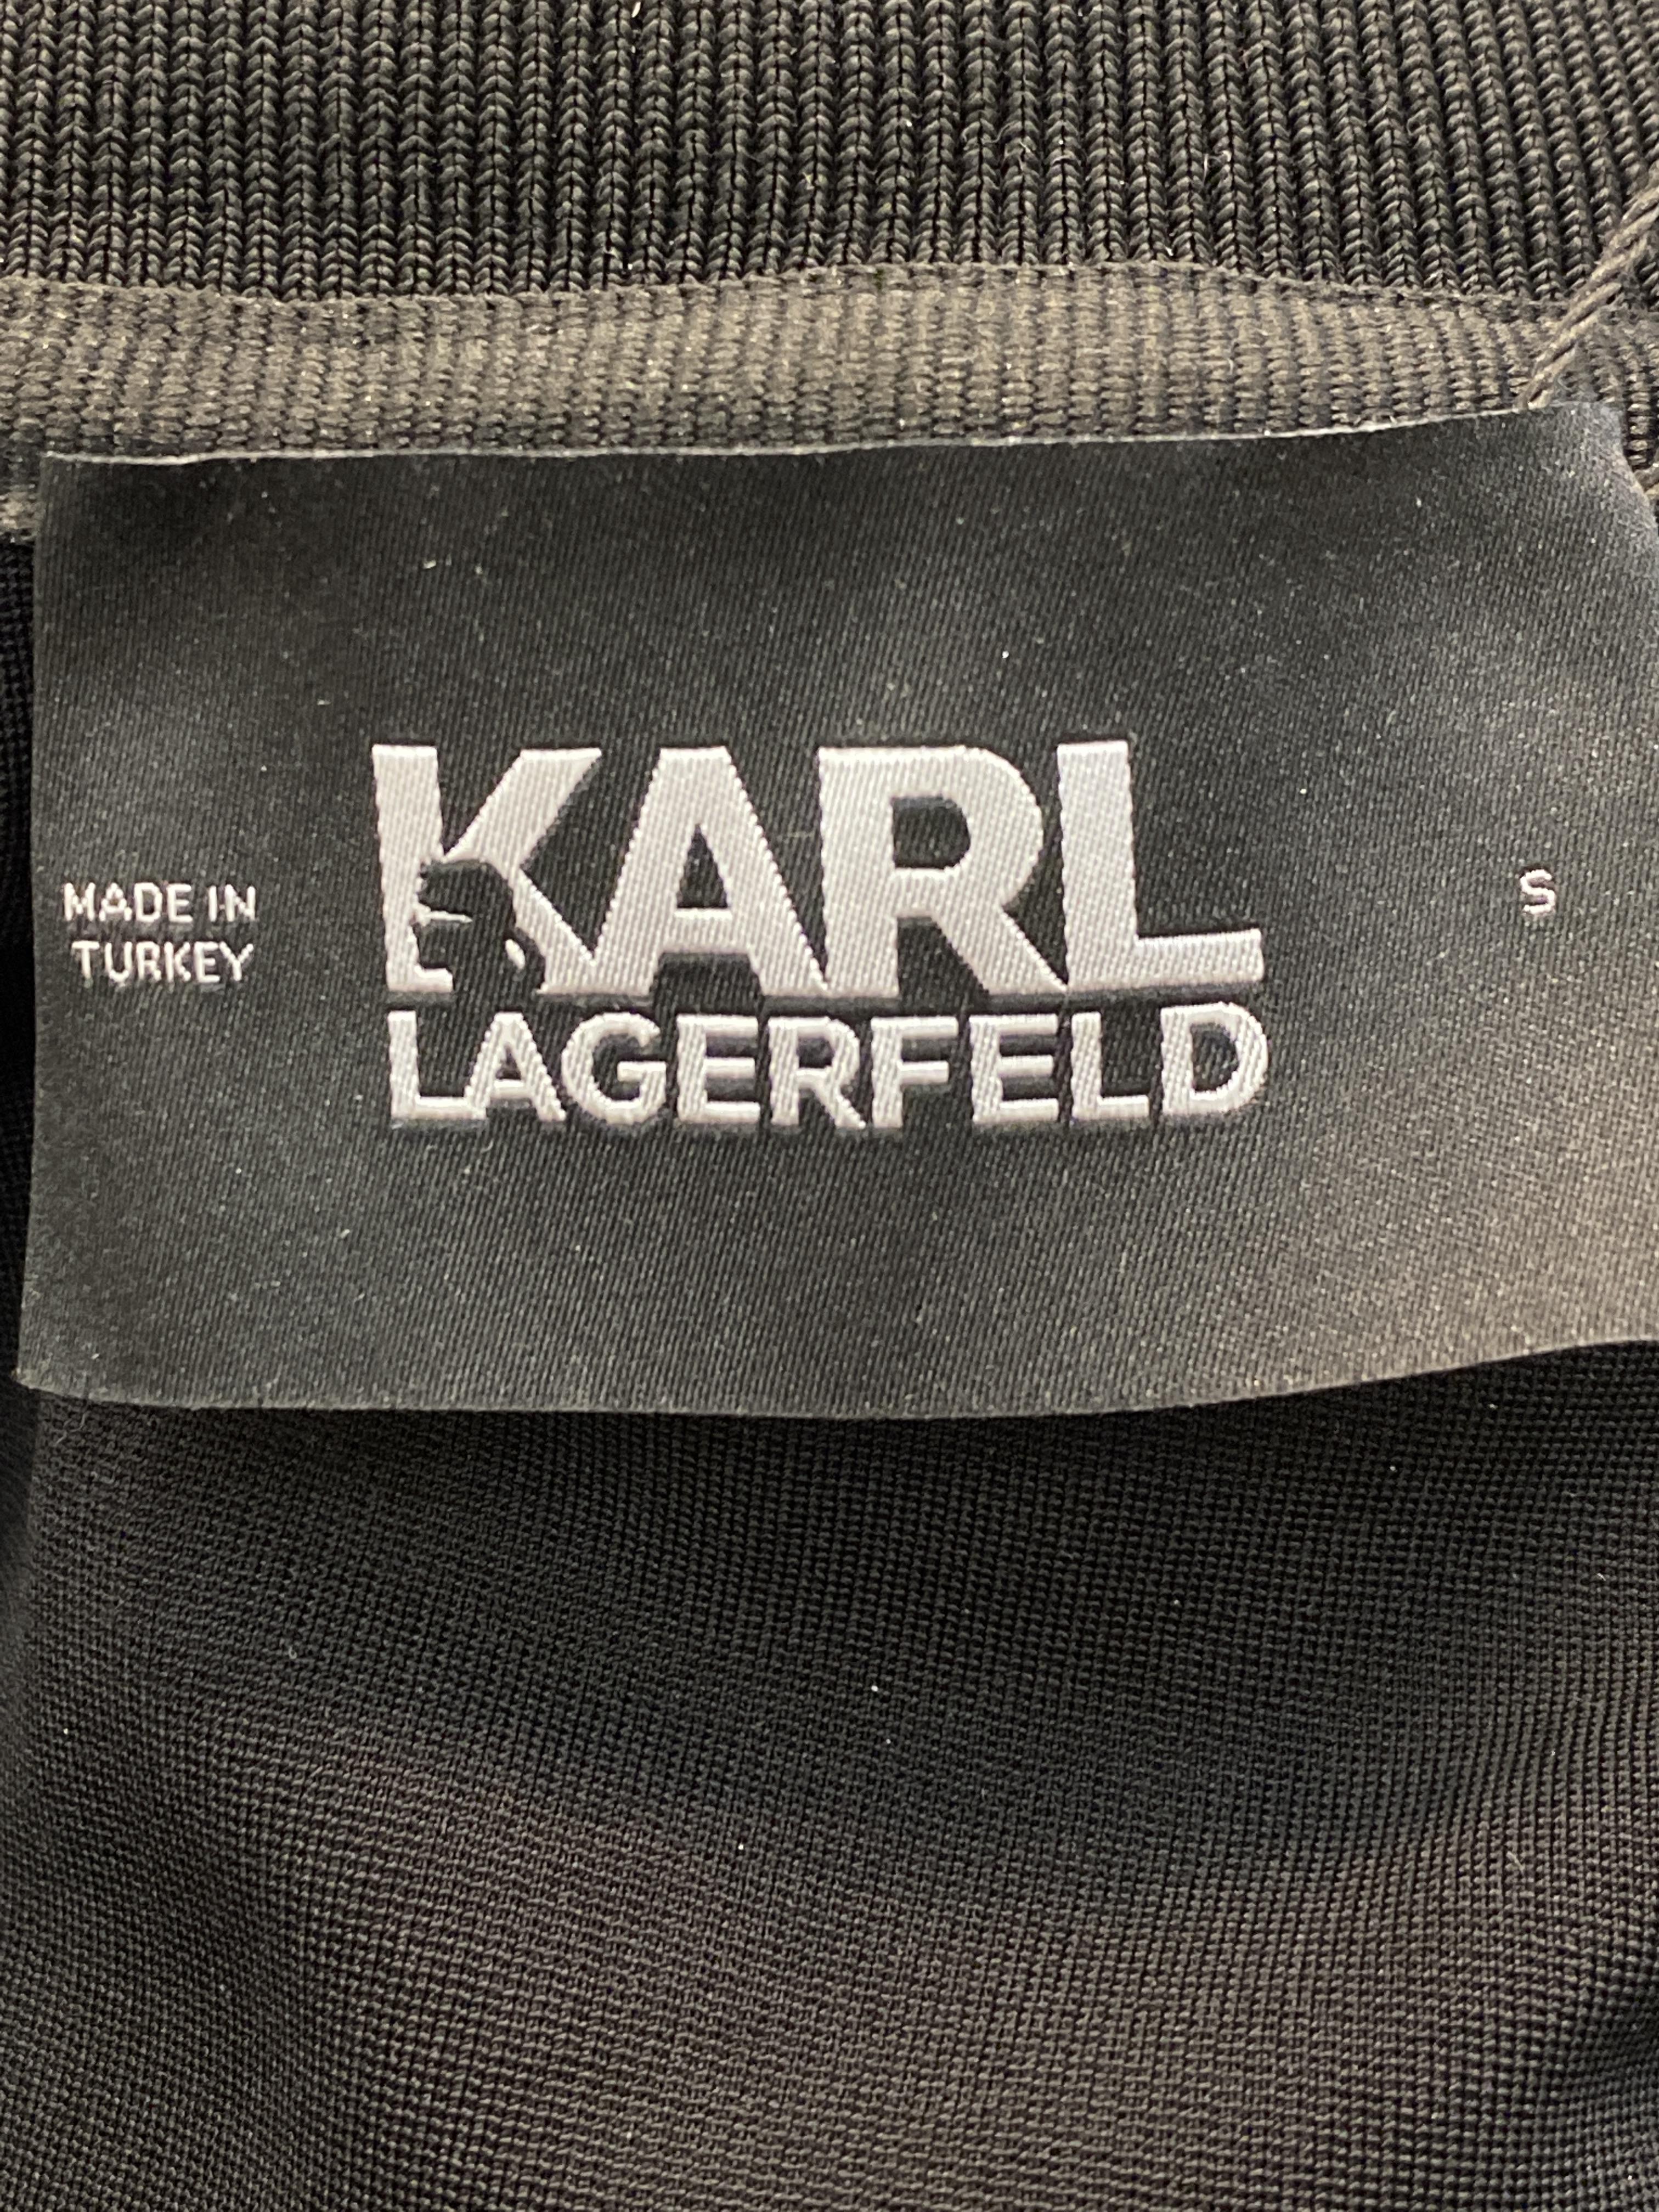 MADE IN
TURKEY
KARL
LAGERFELD
S